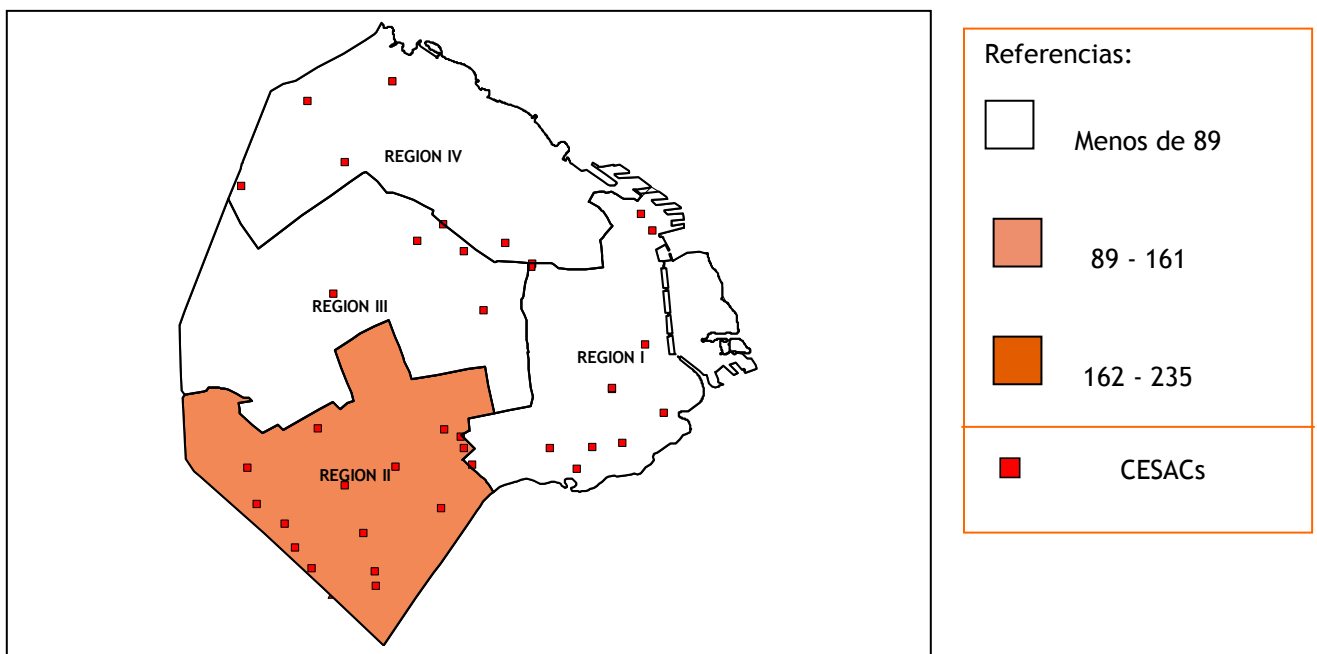 REGION IV
REGION III
REGION I
REGION II
Referencias:
Menos de 89
89 - 161
162 - 235
CESACs